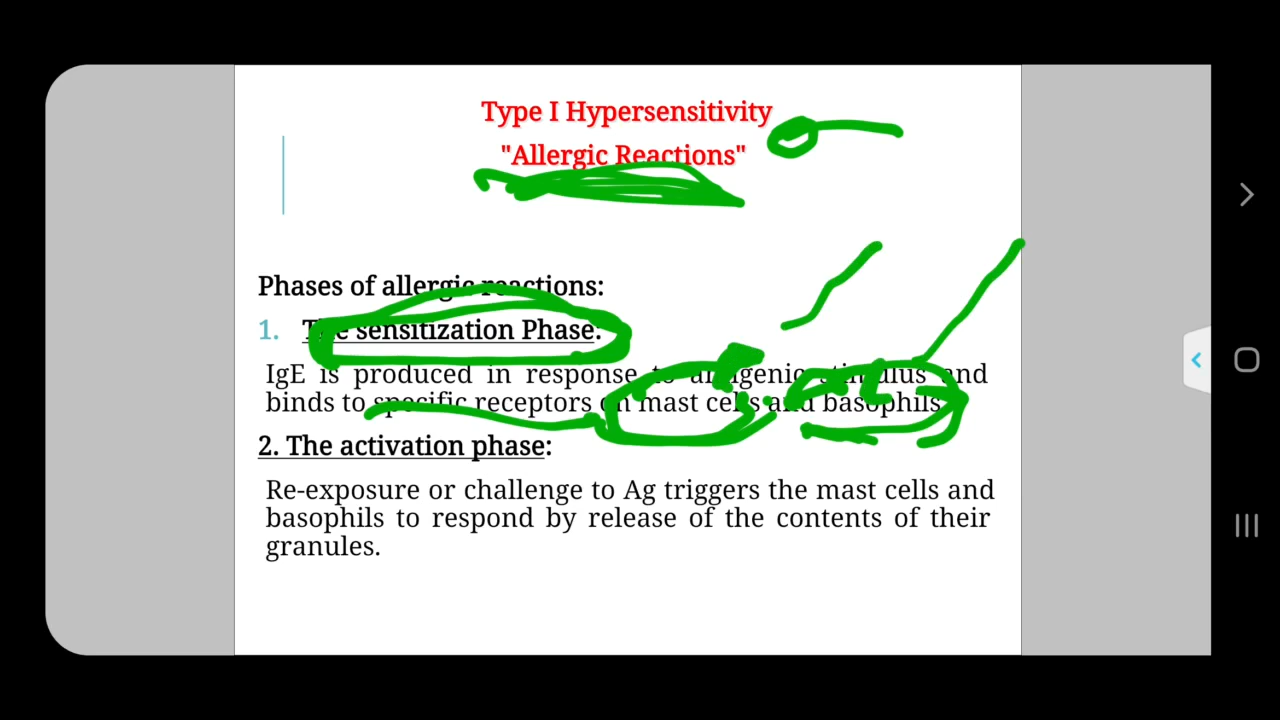 Type I Hypersensitivity
"Allergic Reactions"
Phases of allergic reactions:
1. The sensitization Phase:
IgE is produced in response to antigenic stimulus and
binds to specific receptors on mast cells and basophils.
2. The activation phase:
Re-exposure or challenge to Ag triggers the mast cells and
basophils to respond by release of the contents of their
granules.